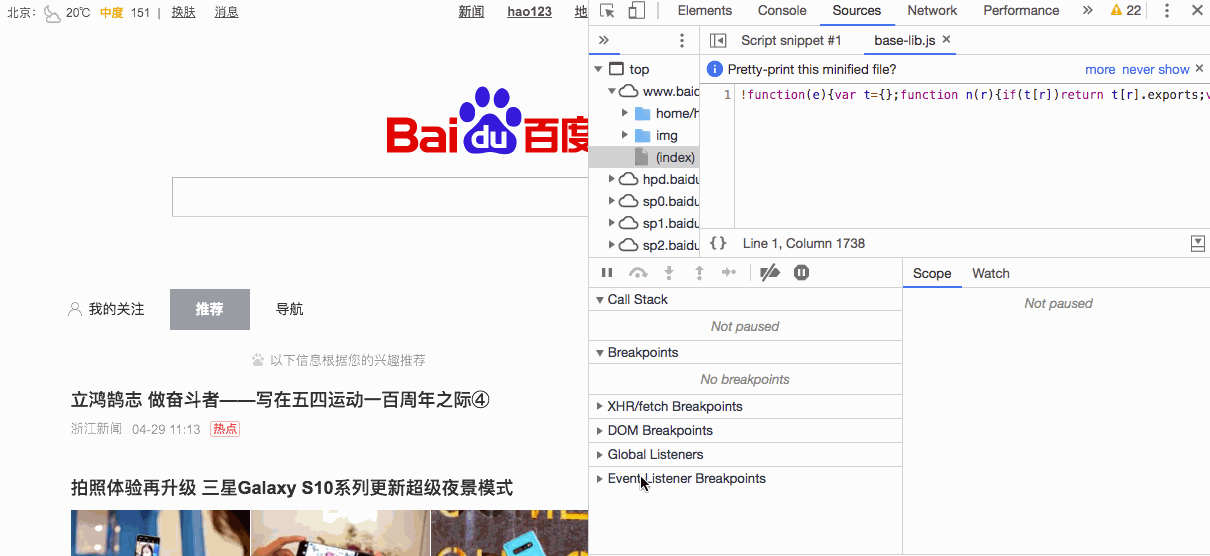 北京: 20℃ 中度 151 | 换肤 消息 新闻 hao123 地
Bai du 百度
我的关注 推荐 导航
以下信息根据您的兴趣推荐
立鸿鹄志 做奋斗者——写在五四运动一百周年之际④
浙江新闻 04-29 11:13 热点
拍照体验再升级 三星Galaxy S10系列更新超级夜景模式
Elements Console Sources Network Performance » 22
» Script snippet #1 base-lib.js ×
Pretty-print this minified file? more never show ×
top
www.baid
home/h
img
(index)
hpd.baidu
sp0.baidu
sp1.baidu
sp2.baidu
1 !function(e){var t={};function n(r){if(t[r])return t[r].exports;v
{} Line 1, Column 1738
Call Stack
Not paused
Breakpoints
No breakpoints
XHR/fetch Breakpoints
DOM Breakpoints
Global Listeners
Event Listener Breakpoints
Scope Watch
Not paused